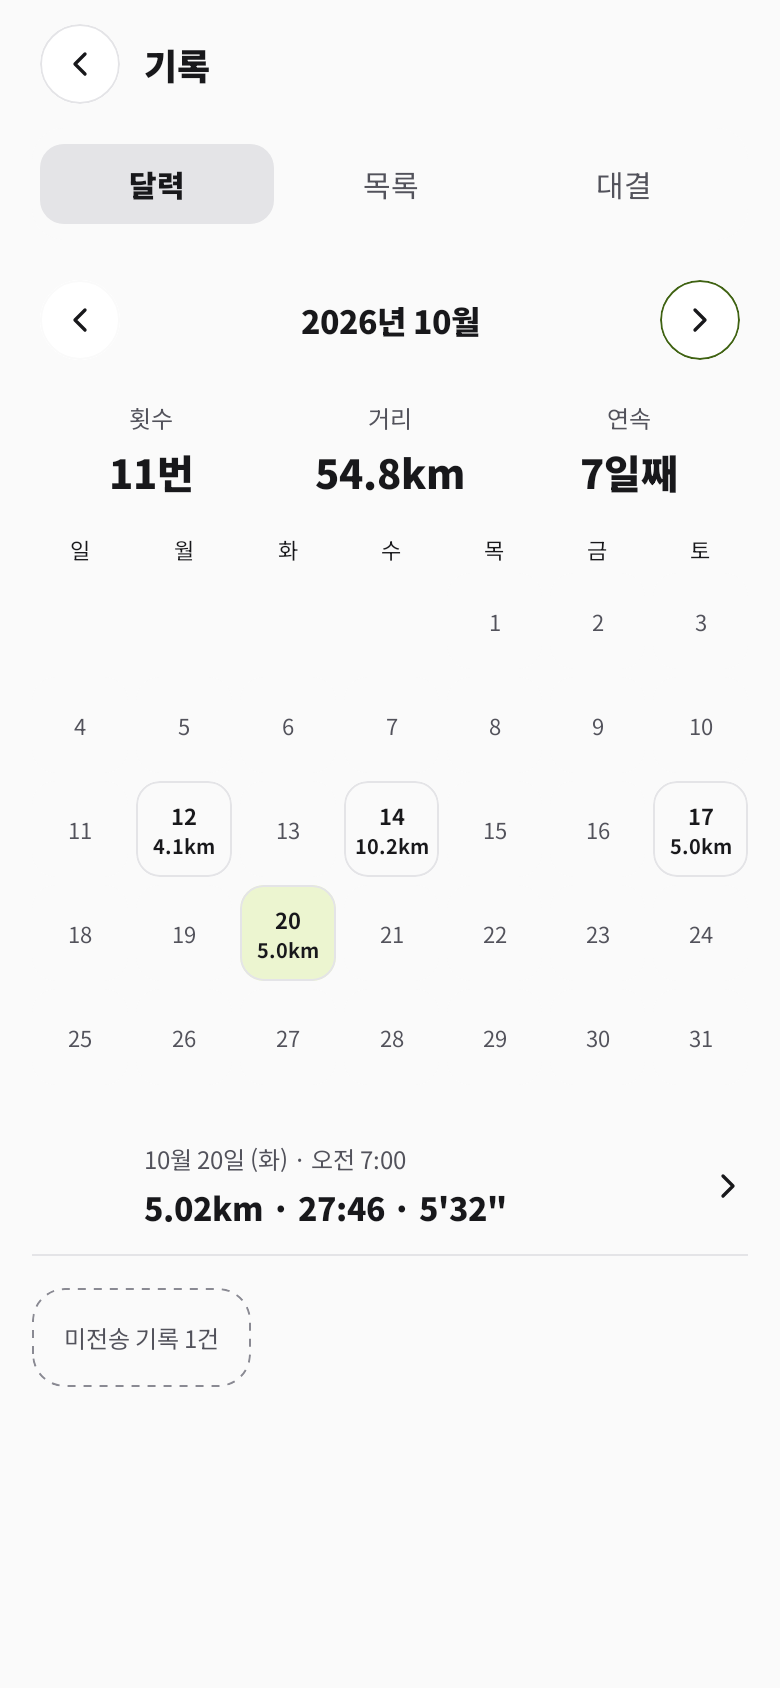 기록
달력 목록 대결
2026년 10월
횟수 거리 연속
11번 54.8km 7일째
일 월 화 수 목 금 토
1 2 3
4 5 6 7 8 9 10
11 12 13 14 15 16 17
4.1km 10.2km 5.0km
18 19 20 21 22 23 24
5.0km
25 26 27 28 29 30 31
10월 20일 (화) · 오전 7:00
5.02km · 27:46 · 5'32"
미전송 기록 1건